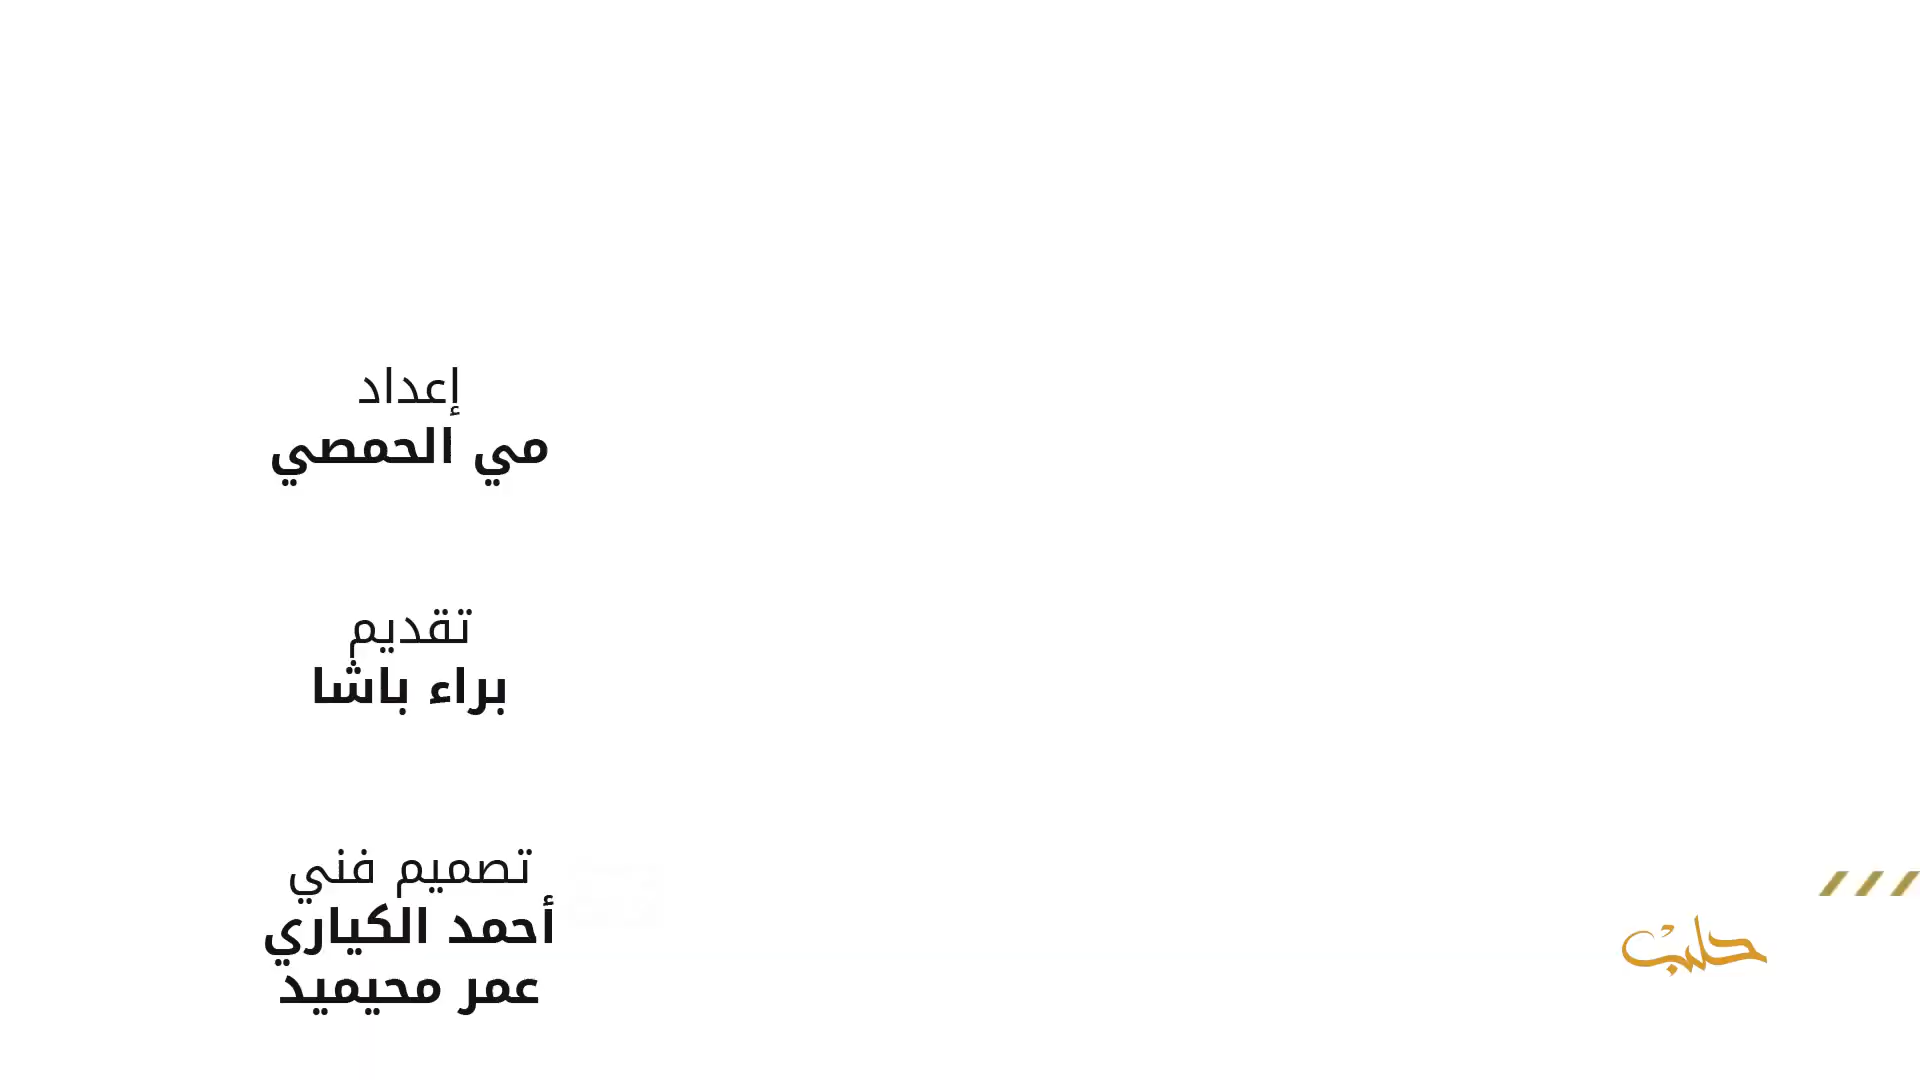 إعداد
مي الحمصي
تقديم
براء باشا
تصميم فني
أحمد الكياري
عمر محيميد
حلب